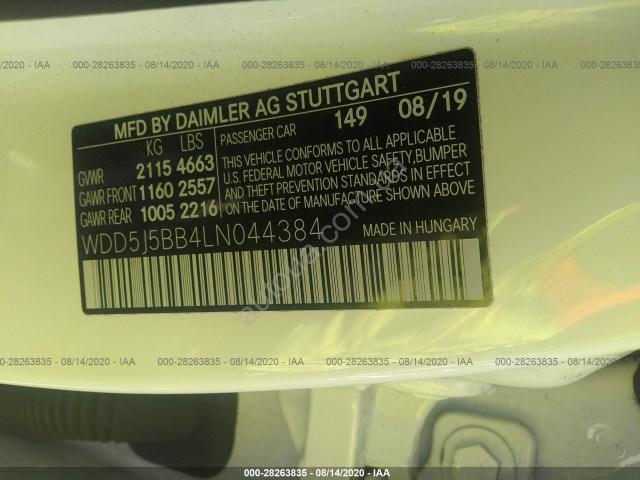 000-28263835 - 08/14/2020 - IAA 000-28263835 - 08/14/2020 - IAA 000-28263835 - 08/14/2020 - IAA
MFD BY DAIMLER AG STUTTGART
KG LBS PASSENGER CAR 149 08/19
GVWR 2115 4663
GAWR FRONT 1160 2557
GAWR REAR 1005 2216
THIS VEHICLE CONFORMS TO ALL APPLICABLE
U.S. FEDERAL MOTOR VEHICLE SAFETY, BUMPER
AND THEFT PREVENTION STANDARDS IN EFFECT
ON THE DATE OF MANUFACTURE SHOWN ABOVE
WDD5J5BB4LN044384 MADE IN HUNGARY
autoua.com.ua
000-28263835 - 08/14/2020 - IAA 000-28263835 - 08/14/2020 - IAA 000-28263835 - 08/14/2020 - IAA
000-28263835 - 08/14/2020 - IAA